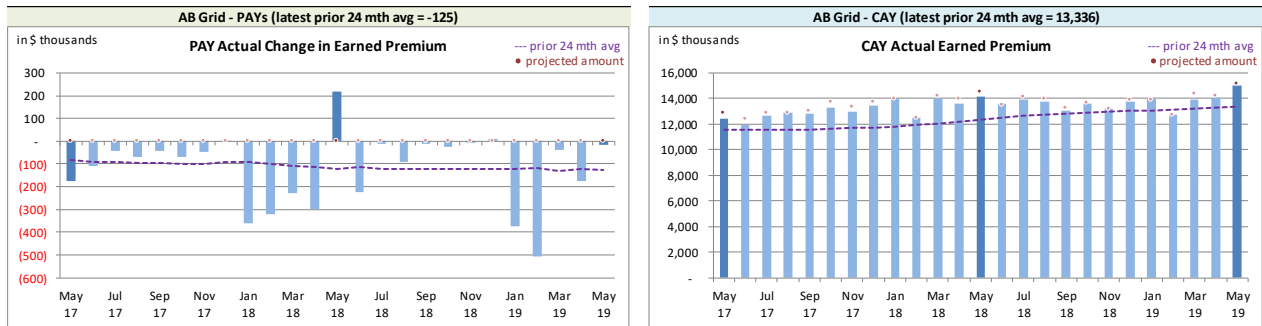 AB Grid - PAYs (latest prior 24 mth avg = -125)
in $ thousands
PAY Actual Change in Earned Premium
--- prior 24 mth avg
• projected amount
300
200
100
-
(100)
(200)
(300)
(400)
(500)
(600)
May Jul Sep Nov Jan Mar May Jul Sep Nov Jan Mar May
17 17 17 17 18 18 18 18 18 18 19 19 19
AB Grid - CAY (latest prior 24 mth avg = 13,336)
in $ thousands
CAY Actual Earned Premium
--- prior 24 mth avg
• projected amount
16,000
14,000
12,000
10,000
8,000
6,000
4,000
2,000
-
May Jul Sep Nov Jan Mar May Jul Sep Nov Jan Mar May
17 17 17 17 18 18 18 18 18 18 19 19 19